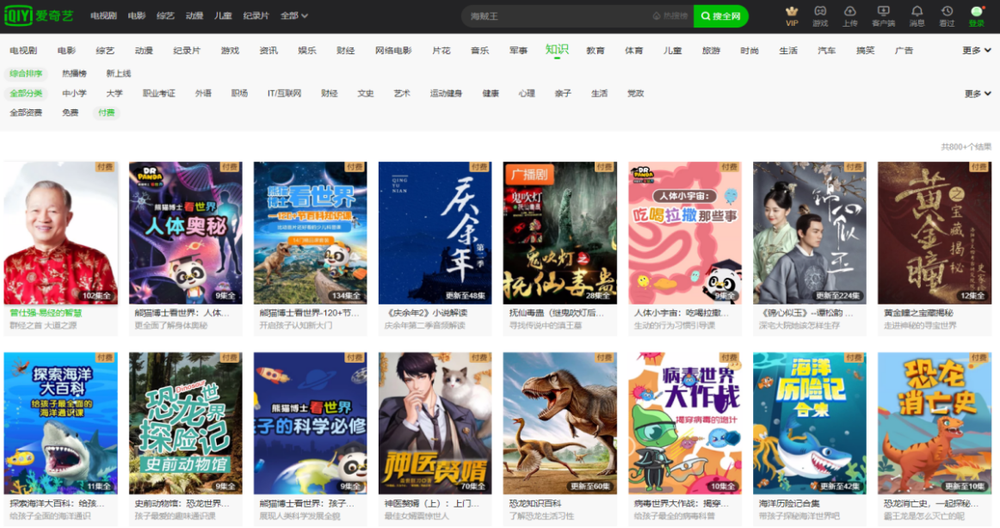 iQIYI 爱奇艺 电视剧 电影 综艺 动漫 儿童 纪录片 全部 海贼王 热搜榜 搜全网 VIP 游戏 上传 客户端 消息 看过 登录
电视剧 电影 综艺 动漫 纪录片 游戏 资讯 娱乐 财经 网络电影 片花 音乐 军事 知识 教育 体育 儿童 旅游 时尚 生活 汽车 搞笑 广告 更多
综合排序 热播榜 新上线
全部分类 中小学 大学 职业考证 外语 职场 IT/互联网 财经 文史 艺术 运动健身 健康 心理 亲子 生活 党政 更多
全部资费 免费 付费
共800+个结果
付费
102集全
曾仕强-易经的智慧
群经之首 大道之源
付费
DR PANDA
熊猫博士看世界
人体奥秘
9集全
熊猫博士看世界：人体...
更全面了解身体奥秘
付费
熊猫博士看世界
134集全
熊猫博士看世界-120+节...
开启孩子认知新大门
付费
QING YU NIAN
庆余年
第二季
更新至48集
《庆余年2》小说解读
庆余年第二季音频解读
付费
广播剧
鬼吹灯
鬼吹灯之
抚仙毒蛊
28集全
抚仙毒蛊（继鬼吹灯后...
寻找传说中的滇王墓
付费
DR PANDA
人体小宇宙：
吃喝拉撒那些事
9集全
人体小宇宙：吃喝拉撒...
生动的行为习惯引导课
付费
锦心似玉
更新至224集
《锦心似玉》--谭松韵 ...
深宅大院她该怎样生存
付费
黄金瞳
之宝藏揭秘
12集全
黄金瞳之宝藏揭秘
走进神秘的寻宝世界
付费
探索海洋
大百科
给孩子最全面的
海洋通识课
11集全
探索海洋大百科：给孩...
给孩子全面的海洋通识
付费
Dinosaur
恐龙世界
探险记
史前动物馆
9集全
史前动物馆：恐龙世界...
孩子最爱的趣味通识课
付费
熊猫博士看世界
子的科学必修
9集全
熊猫博士看世界：孩子...
展现人类科学发展全貌
付费
神医赘婿
70集全
神医赘婿（上）：上门...
最佳女婿震惊世人
付费
更新至60集
恐龙知识百科
了解恐龙生活习性
付费
病毒世界
大作战
揭穿病毒的诡计
10集全
病毒世界大作战：揭穿...
给孩子最全的病毒科普
付费
海洋
历险记
合集
更新至42集
海洋历险记合集
带孩子探秘海洋世界吧
付费
恐龙
消亡史
更新至10集
恐龙消亡史，一起探秘...
霸王龙是怎么灭亡的呢